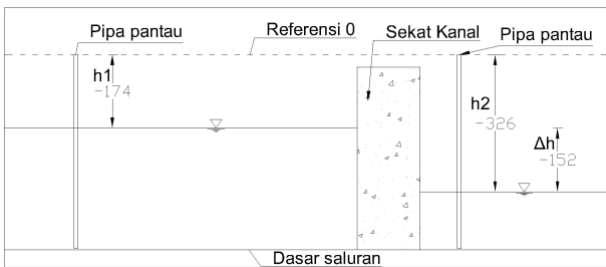 Pipa pantau
Referensi 0
Sekat Kanal
Pipa pantau
h1
-174
h2
-326
Δh
-152
Dasar saluran